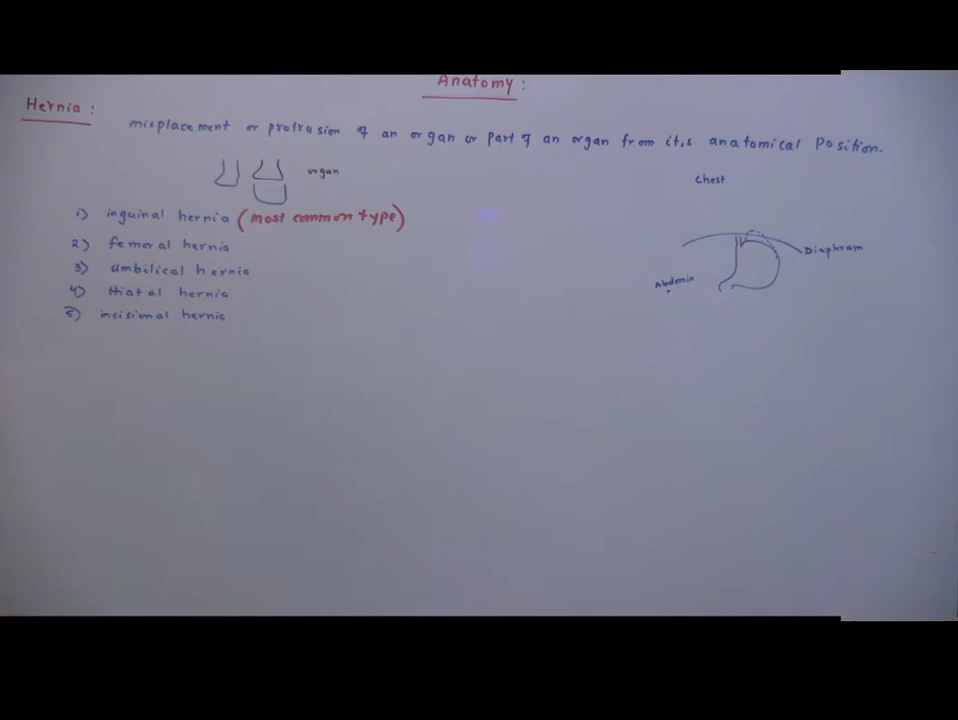 Anatomy :
Hernia :
misplacement or protrusion of an organ or part of an organ from it,s anatomical position.
organ
Chest
1) inguinal hernia (most common type)
2) femoral hernia
Diaphram
3) umbilical hernia
Abdomin
4) Hiatal hernia
5) incisional hernia